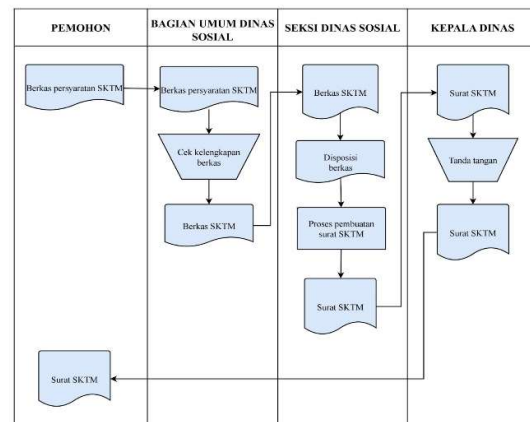 PEMOHON
BAGIAN UMUM DINAS
SOSIAL
SEKSI DINAS SOSIAL
KEPALA DINAS
Berkas persyaratan SKTM
Berkas persyaratan SKTM
Cek kelengkapan
berkas
Berkas SKTM
Berkas SKTM
Disposisi
berkas
Proses pembuatan
surat SKTM
Surat SKTM
Surat SKTM
Tanda tangan
Surat SKTM
Surat SKTM